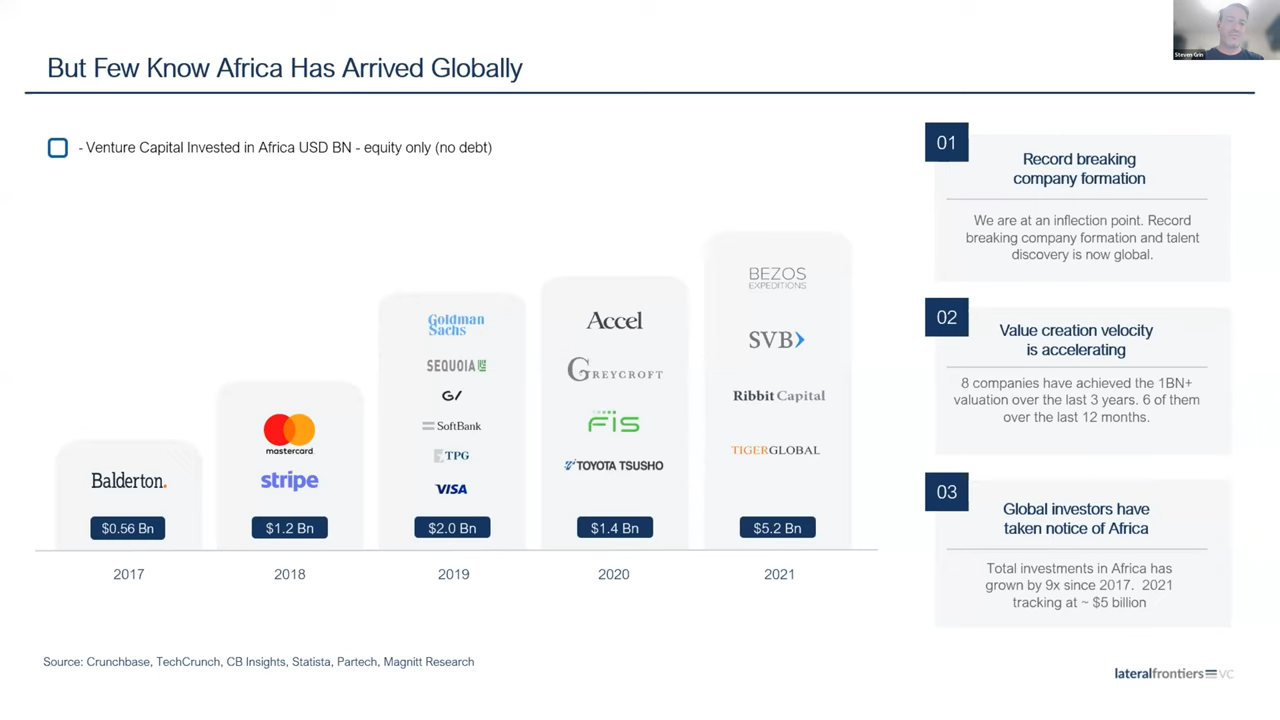 Steven Grin
But Few Know Africa Has Arrived Globally
- Venture Capital Invested in Africa USD BN - equity only (no debt)
Balderton.
$0.56 Bn
2017
mastercard
stripe
$1.2 Bn
2018
Goldman
Sachs
SEQUOIA
G/
SoftBank
TPG
VISA
$2.0 Bn
2019
Accel
GREYCROFT
FIS
TOYOTA TSUSHO
$1.4 Bn
2020
BEZOS
EXPEDITIONS
SVB
Ribbit Capital
TIGERGLOBAL
$5.2 Bn
2021
01
Record breaking
company formation
We are at an inflection point. Record
breaking company formation and talent
discovery is now global.
02
Value creation velocity
is accelerating
8 companies have achieved the 1BN+
valuation over the last 3 years. 6 of them
over the last 12 months.
03
Global investors have
taken notice of Africa
Total investments in Africa has
grown by 9x since 2017. 2021
tracking at ~ $5 billion
Source: Crunchbase, TechCrunch, CB Insights, Statista, Partech, Magnitt Research
lateralfrontiers VC